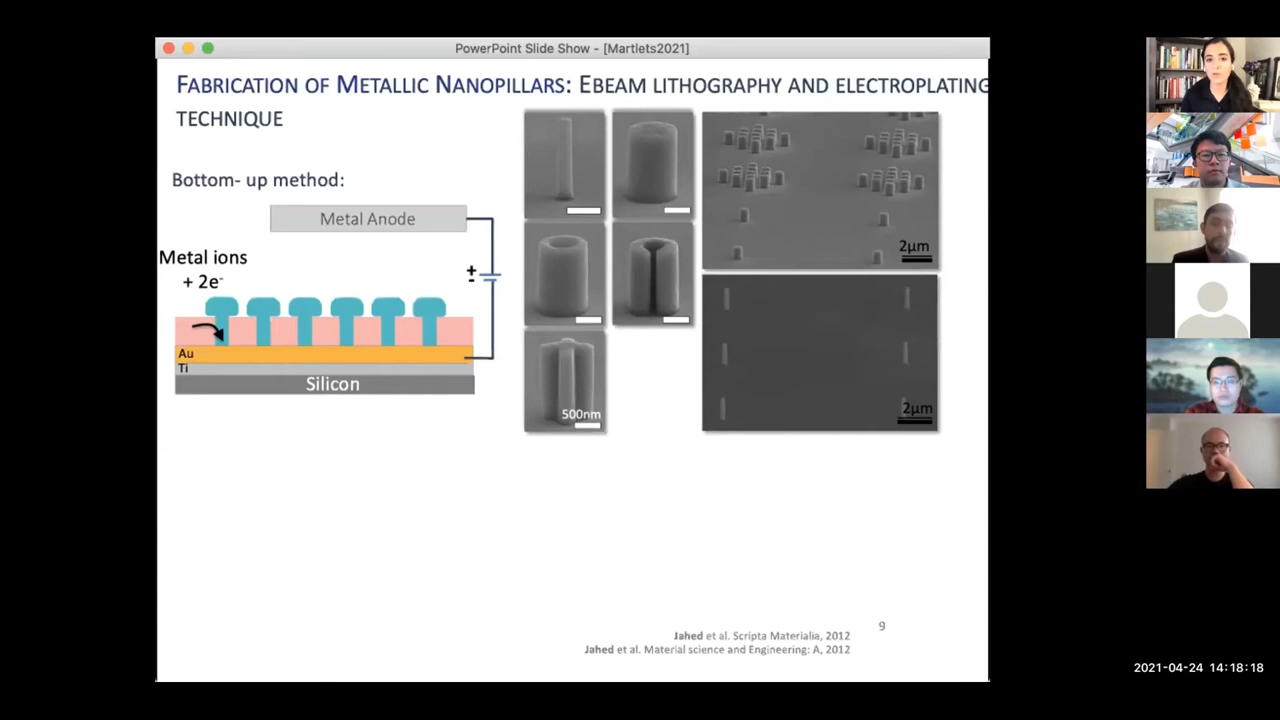 PowerPoint Slide Show - [Martlets2021]
FABRICATION OF METALLIC NANOPILLARS: EBEAM LITHOGRAPHY AND ELECTROPLATING
TECHNIQUE
Bottom- up method:
Metal Anode
Metal ions
+ 2e-
+
-
Au
Ti
Silicon
500nm
2μm
2μm
9
Jahed et al. Scripta Materialia, 2012
Jahed et al. Material science and Engineering: A, 2012
2021-04-24 14:18:18